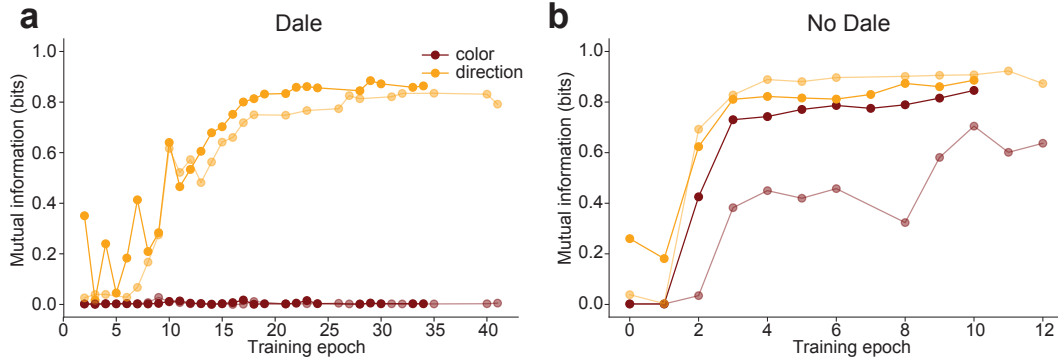 a
Dale
Mutual information (bits)
1.0
0.8
0.6
0.4
0.2
0.0
0
5
10
15
20
25
30
35
40
Training epoch
color
direction
b
No Dale
Mutual information (bits)
1.0
0.8
0.6
0.4
0.2
0.0
0
2
4
6
8
10
12
Training epoch